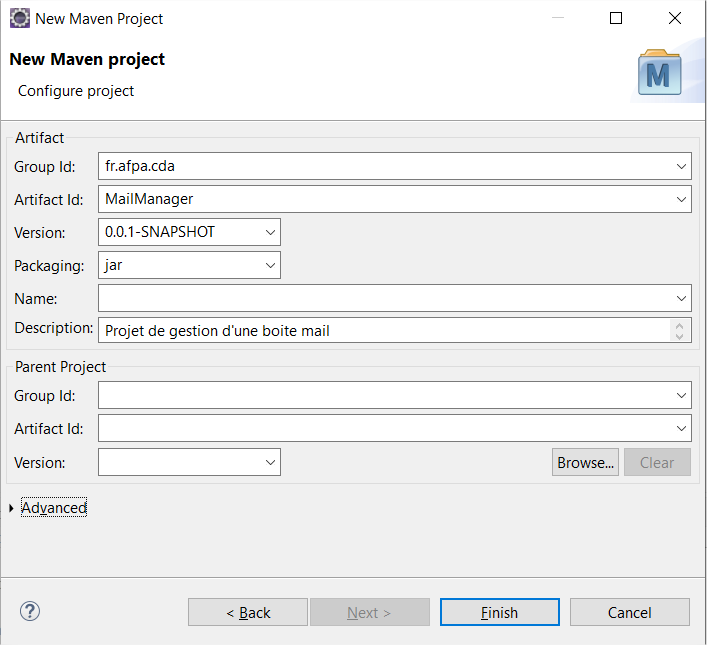 New Maven Project
New Maven project
Configure project
M
Artifact
Group Id: fr.afpa.cda
Artifact Id: MailManager
Version: 0.0.1-SNAPSHOT
Packaging: jar
Name:
Description: Projet de gestion d'une boite mail
Parent Project
Group Id:
Artifact Id:
Version: Browse... Clear
Advanced
? < Back Next > Finish Cancel